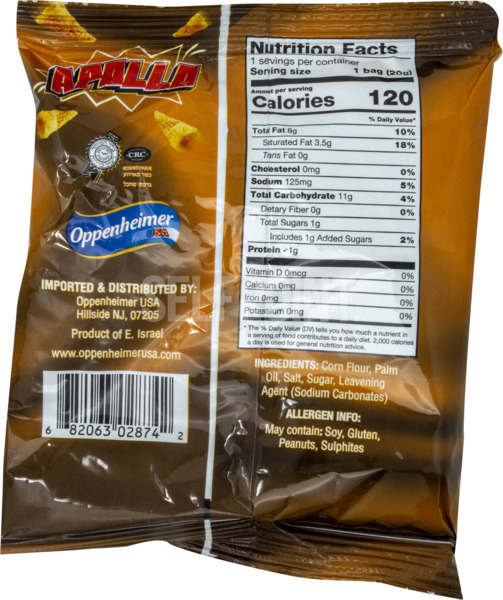 APALLO
CRC
כשר פארווע
Oppenheimer
USA
IMPORTED & DISTRIBUTED BY:
Oppenheimer USA
Hillside NJ, 07205
Product of E. Israel
www.oppenheimerusa.com
6 82063 02874 2
Nutrition Facts
1 servings per container
Serving size 1 bag (20g)
Amount per serving
Calories 120
% Daily Value*
Total Fat 8g 10%
Saturated Fat 3.5g 18%
Trans Fat 0g
Cholesterol 0mg 0%
Sodium 125mg 5%
Total Carbohydrate 11g 4%
Dietary Fiber 0g 0%
Total Sugars 1g
Includes 1g Added Sugars 2%
Protein <1g
Vitamin D 0mcg 0%
Calcium 0mg 0%
Iron 0mg 0%
Potassium 0mg 0%
* The % Daily Value (DV) tells you how much a nutrient in
a serving of food contributes to a daily diet. 2,000 calories
a day is used for general nutrition advice.
INGREDIENTS: Corn Flour, Palm
Oil, Salt, Sugar, Leavening
Agent (Sodium Carbonates)
ALLERGEN INFO:
May contain: Soy, Gluten,
Peanuts, Sulphites